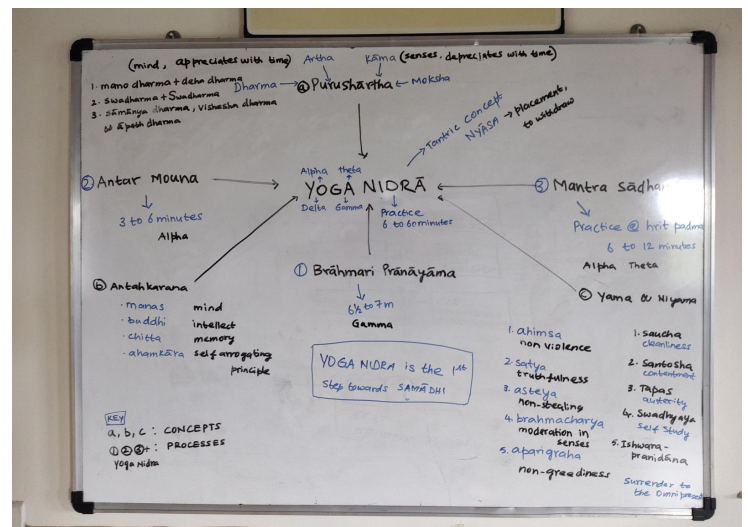 (mind, appreciates with time) Artha Kāma (senses. depreciates with time)
1. mano dharma + deha dharma
2. swadharma + Swadharma
3. sāmānya dharma, vishesha dharma
& āpath dharma
Dharma → ⓐ Purushārtha ← Moksha
Tantric concept
NYĀSA → placement,
to withdraw
② Antar Mouna
3 to 6 minutes
Alpha
Alpha Theta
YOGA NIDRĀ
Delta Gamma
Practice
6 to 60 minutes
③ Mantra Sādhan
Practice @ hrit padma
6 to 12 minutes
Alpha Theta
① Brāhmari Prānāyāma
6½ to 7m
Gamma
ⓑ Antahkarana
· manas mind
· buddhi intellect
· chitta memory
· ahamkāra self arrogating
principle
ⓒ Yama & Niyama
1. ahimsa
non violence
2. satya
truthfulness
3. asteya
non-stealing
4. brahmacharya
moderation in
senses
5. aparigraha
non-greediness
1. saucha
cleanliness
2. Santosha
contentment
3. Tapas
austerity
4. Swadhyaya
Self Study
5. Ishwara-
pranidāna
surrender to
the Omnipresent
YOGA NIDRA is the 1st
Step towards SAMĀDHI
KEY
a, b, c : CONCEPTS
①②③+ : PROCESSES
Yoga Nidra